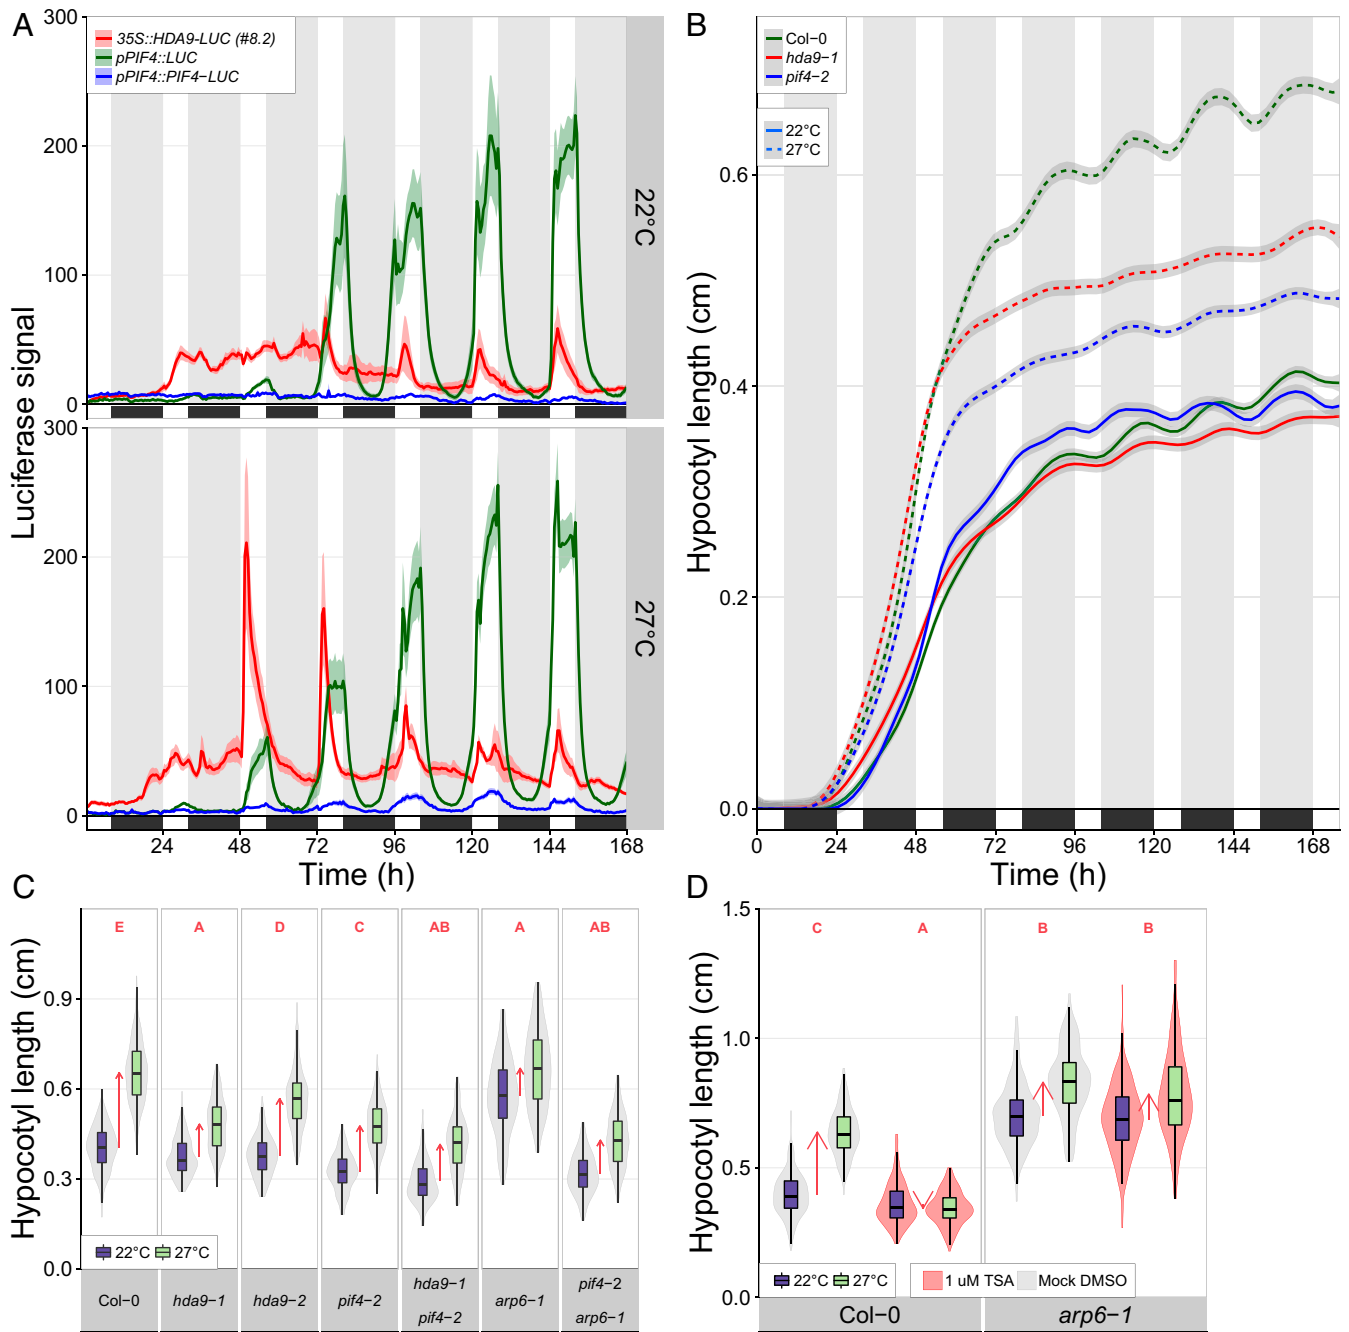 A
300
35S::HDA9-LUC (#8.2)
pPIF4::LUC
pPIF4::PIF4−LUC
200
100
0
22°C
Luciferase signal
300
200
100
0
27°C
24 48 72 96 120 144 168
Time (h)
B
Col−0
hda9−1
pif4−2
22°C
27°C
0.6
0.4
0.2
0.0
Hypocotyl length (cm)
0 24 48 72 96 120 144 168
Time (h)
C
E A D C AB A AB
0.9
0.6
0.3
0.0
Hypocotyl length (cm)
22°C 27°C
Col−0
hda9−1
hda9−2
pif4−2
hda9−1
pif4−2
arp6−1
pif4−2
arp6−1
D
1.5
C A B B
1.0
0.5
0.0
Hypocotyl length (cm)
22°C 27°C
1 uM TSA Mock DMSO
Col−0 arp6−1